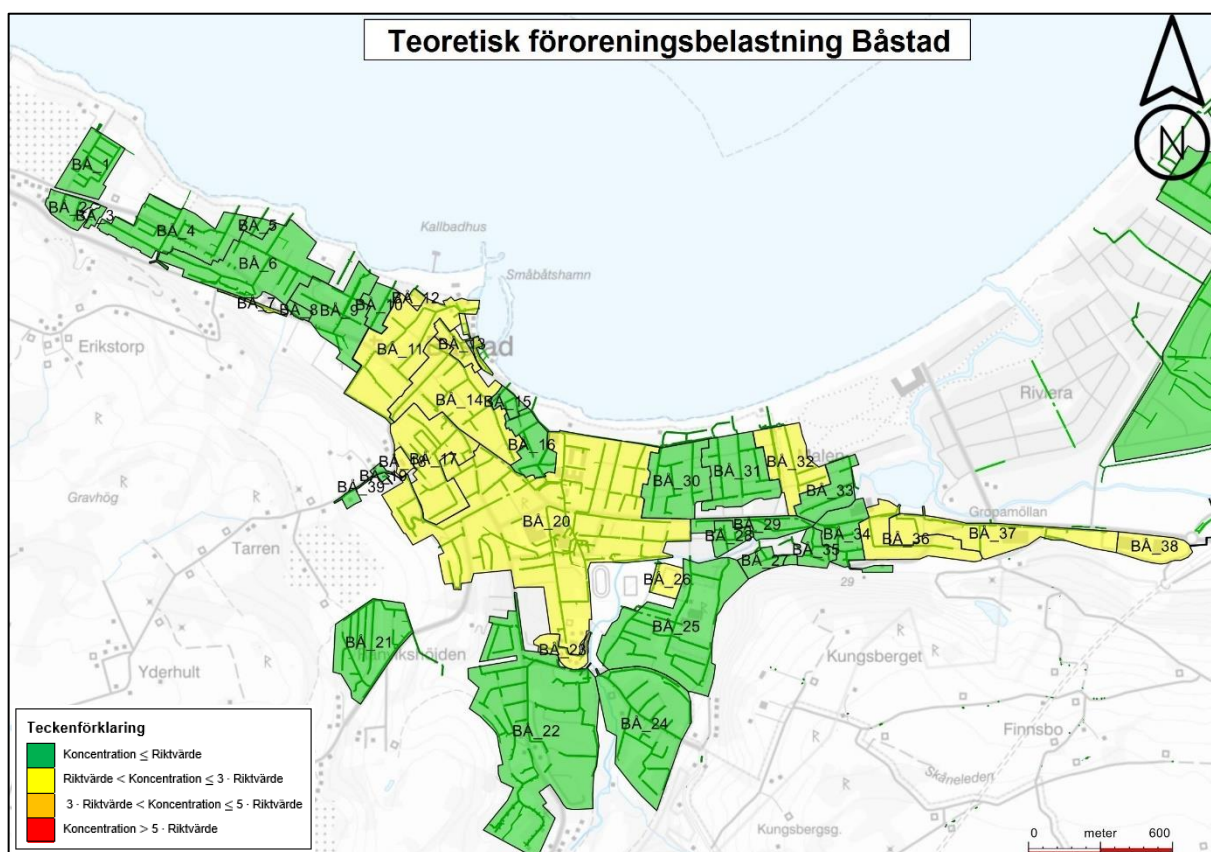 Teoretisk föroreningsbelastning Båstad
N
BÅ_1
BÅ_2
BÅ_3
BÅ_4
BÅ_5
Kallbadhus
BÅ_6
Småbåtshamn
BÅ_7
BÅ_8
BÅ_9
BÅ_10
BÅ_12
Erikstorp
BÅ_11
BÅ_13
Riviera
BÅ_14
BÅ_15
BÅ_16
BÅ_17
BÅ_19
BÅ_39
Gravhög
BÅ_30
BÅ_31
BÅ_32
BÅ_33
Gropamöllan
Tarren
BÅ_20
BÅ_29
BÅ_28
BÅ_34
BÅ_36
BÅ_37
BÅ_38
BÅ_35
BÅ_27
BÅ_26
29
BÅ_25
BÅ_21
BÅ_23
Yderhult
Kungsberget
BÅ_22
BÅ_24
Finnsbo
Skåneleden
Kungsbergsg.
Teckenförklaring
Koncentration ≤ Riktvärde
Riktvärde < Koncentration ≤ 3 · Riktvärde
3 · Riktvärde < Koncentration ≤ 5 · Riktvärde
Koncentration > 5 · Riktvärde
0 meter 600